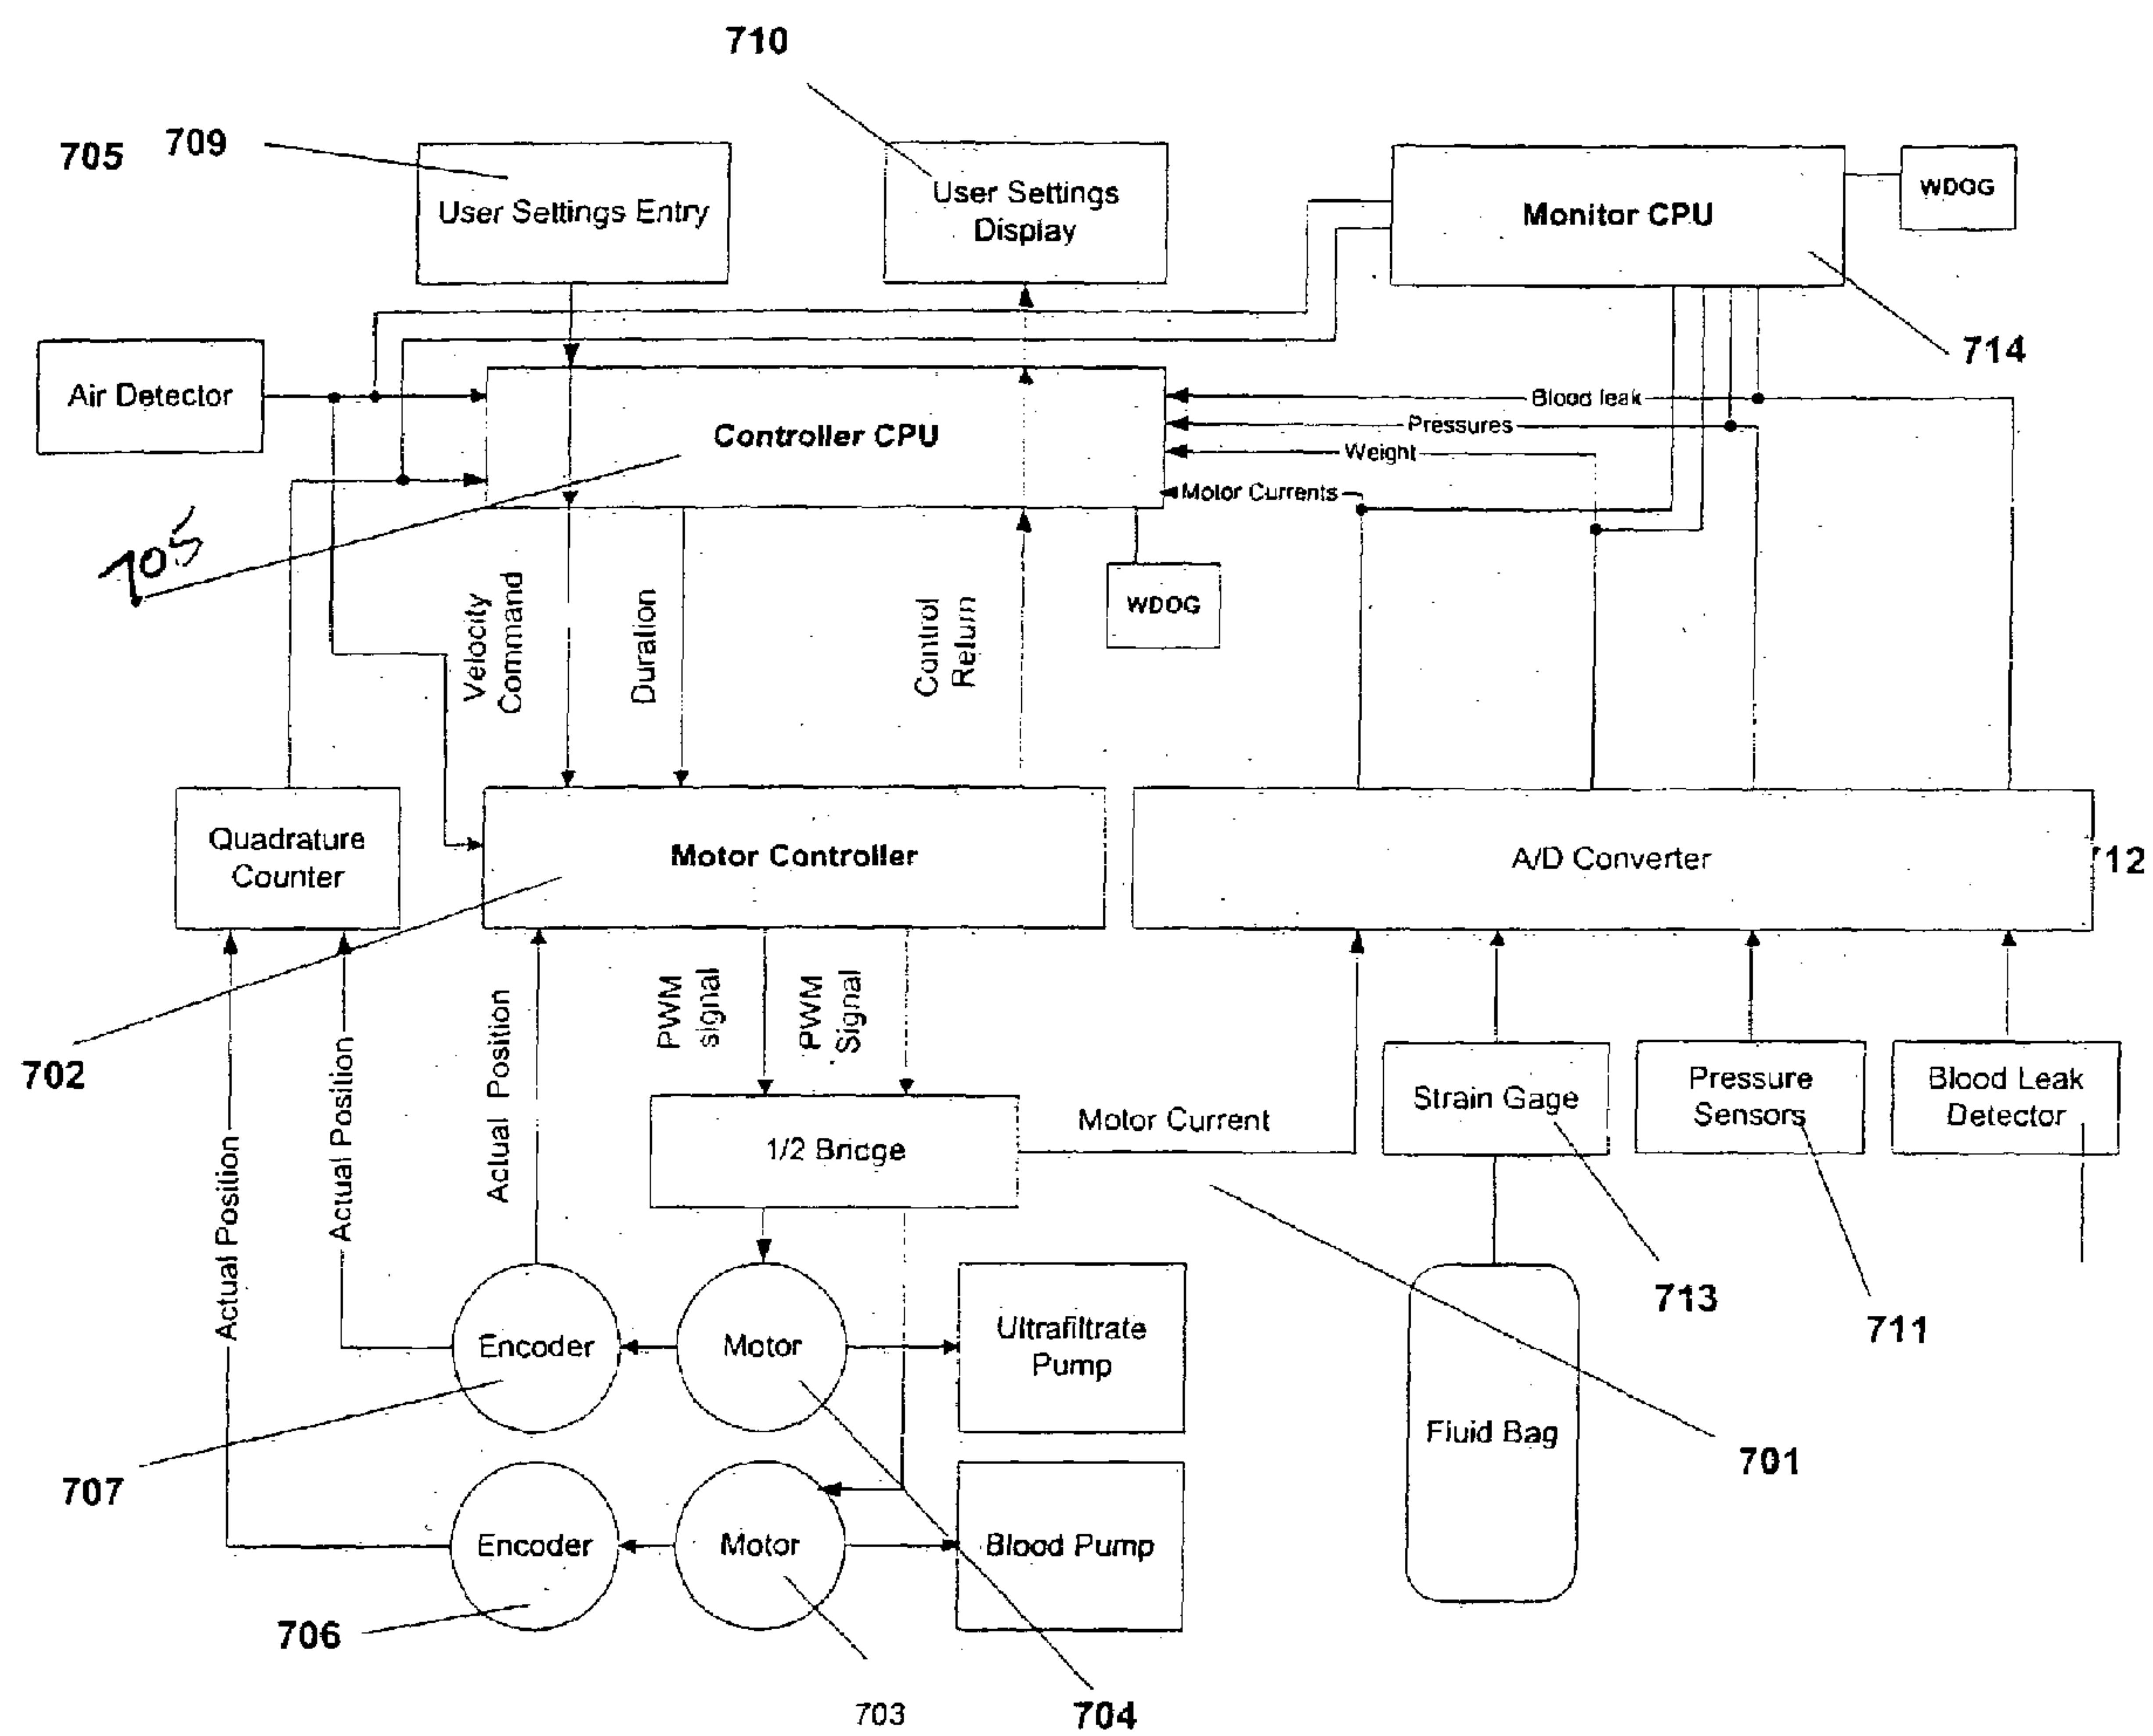 710
705
709
User Settings Entry
User Settings
Display
Monitor CPU
WDOG
714
Air Detector
Controller CPU
Blood leak
Pressures
Weight
Motor Currents
705
WDOG
Velocity
Command
Duration
Control
Return
Quadrature
Counter
Motor Controller
A/D Converter
712
702
Actual Position
Actual Position
Actual Position
PWM
signal
PWM
Signal
1/2 Bridge
Motor Current
Strain Gage
Pressure
Sensors
Blood Leak
Detector
713
711
Encoder
Motor
Ultrafiltrate
Pump
Fluid Bag
701
707
Encoder
Motor
Blood Pump
706
703
704